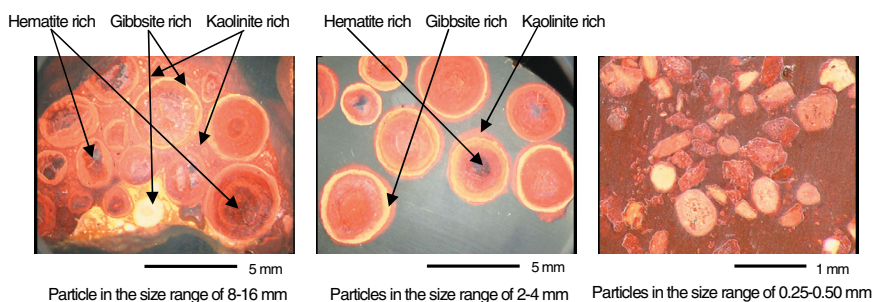 Hematite rich Gibbsite rich Kaolinite rich
Hematite rich Gibbsite rich Kaolinite rich
5 mm
5 mm
1 mm
Particle in the size range of 8-16 mm
Particles in the size range of 2-4 mm
Particles in the size range of 0.25-0.50 mm